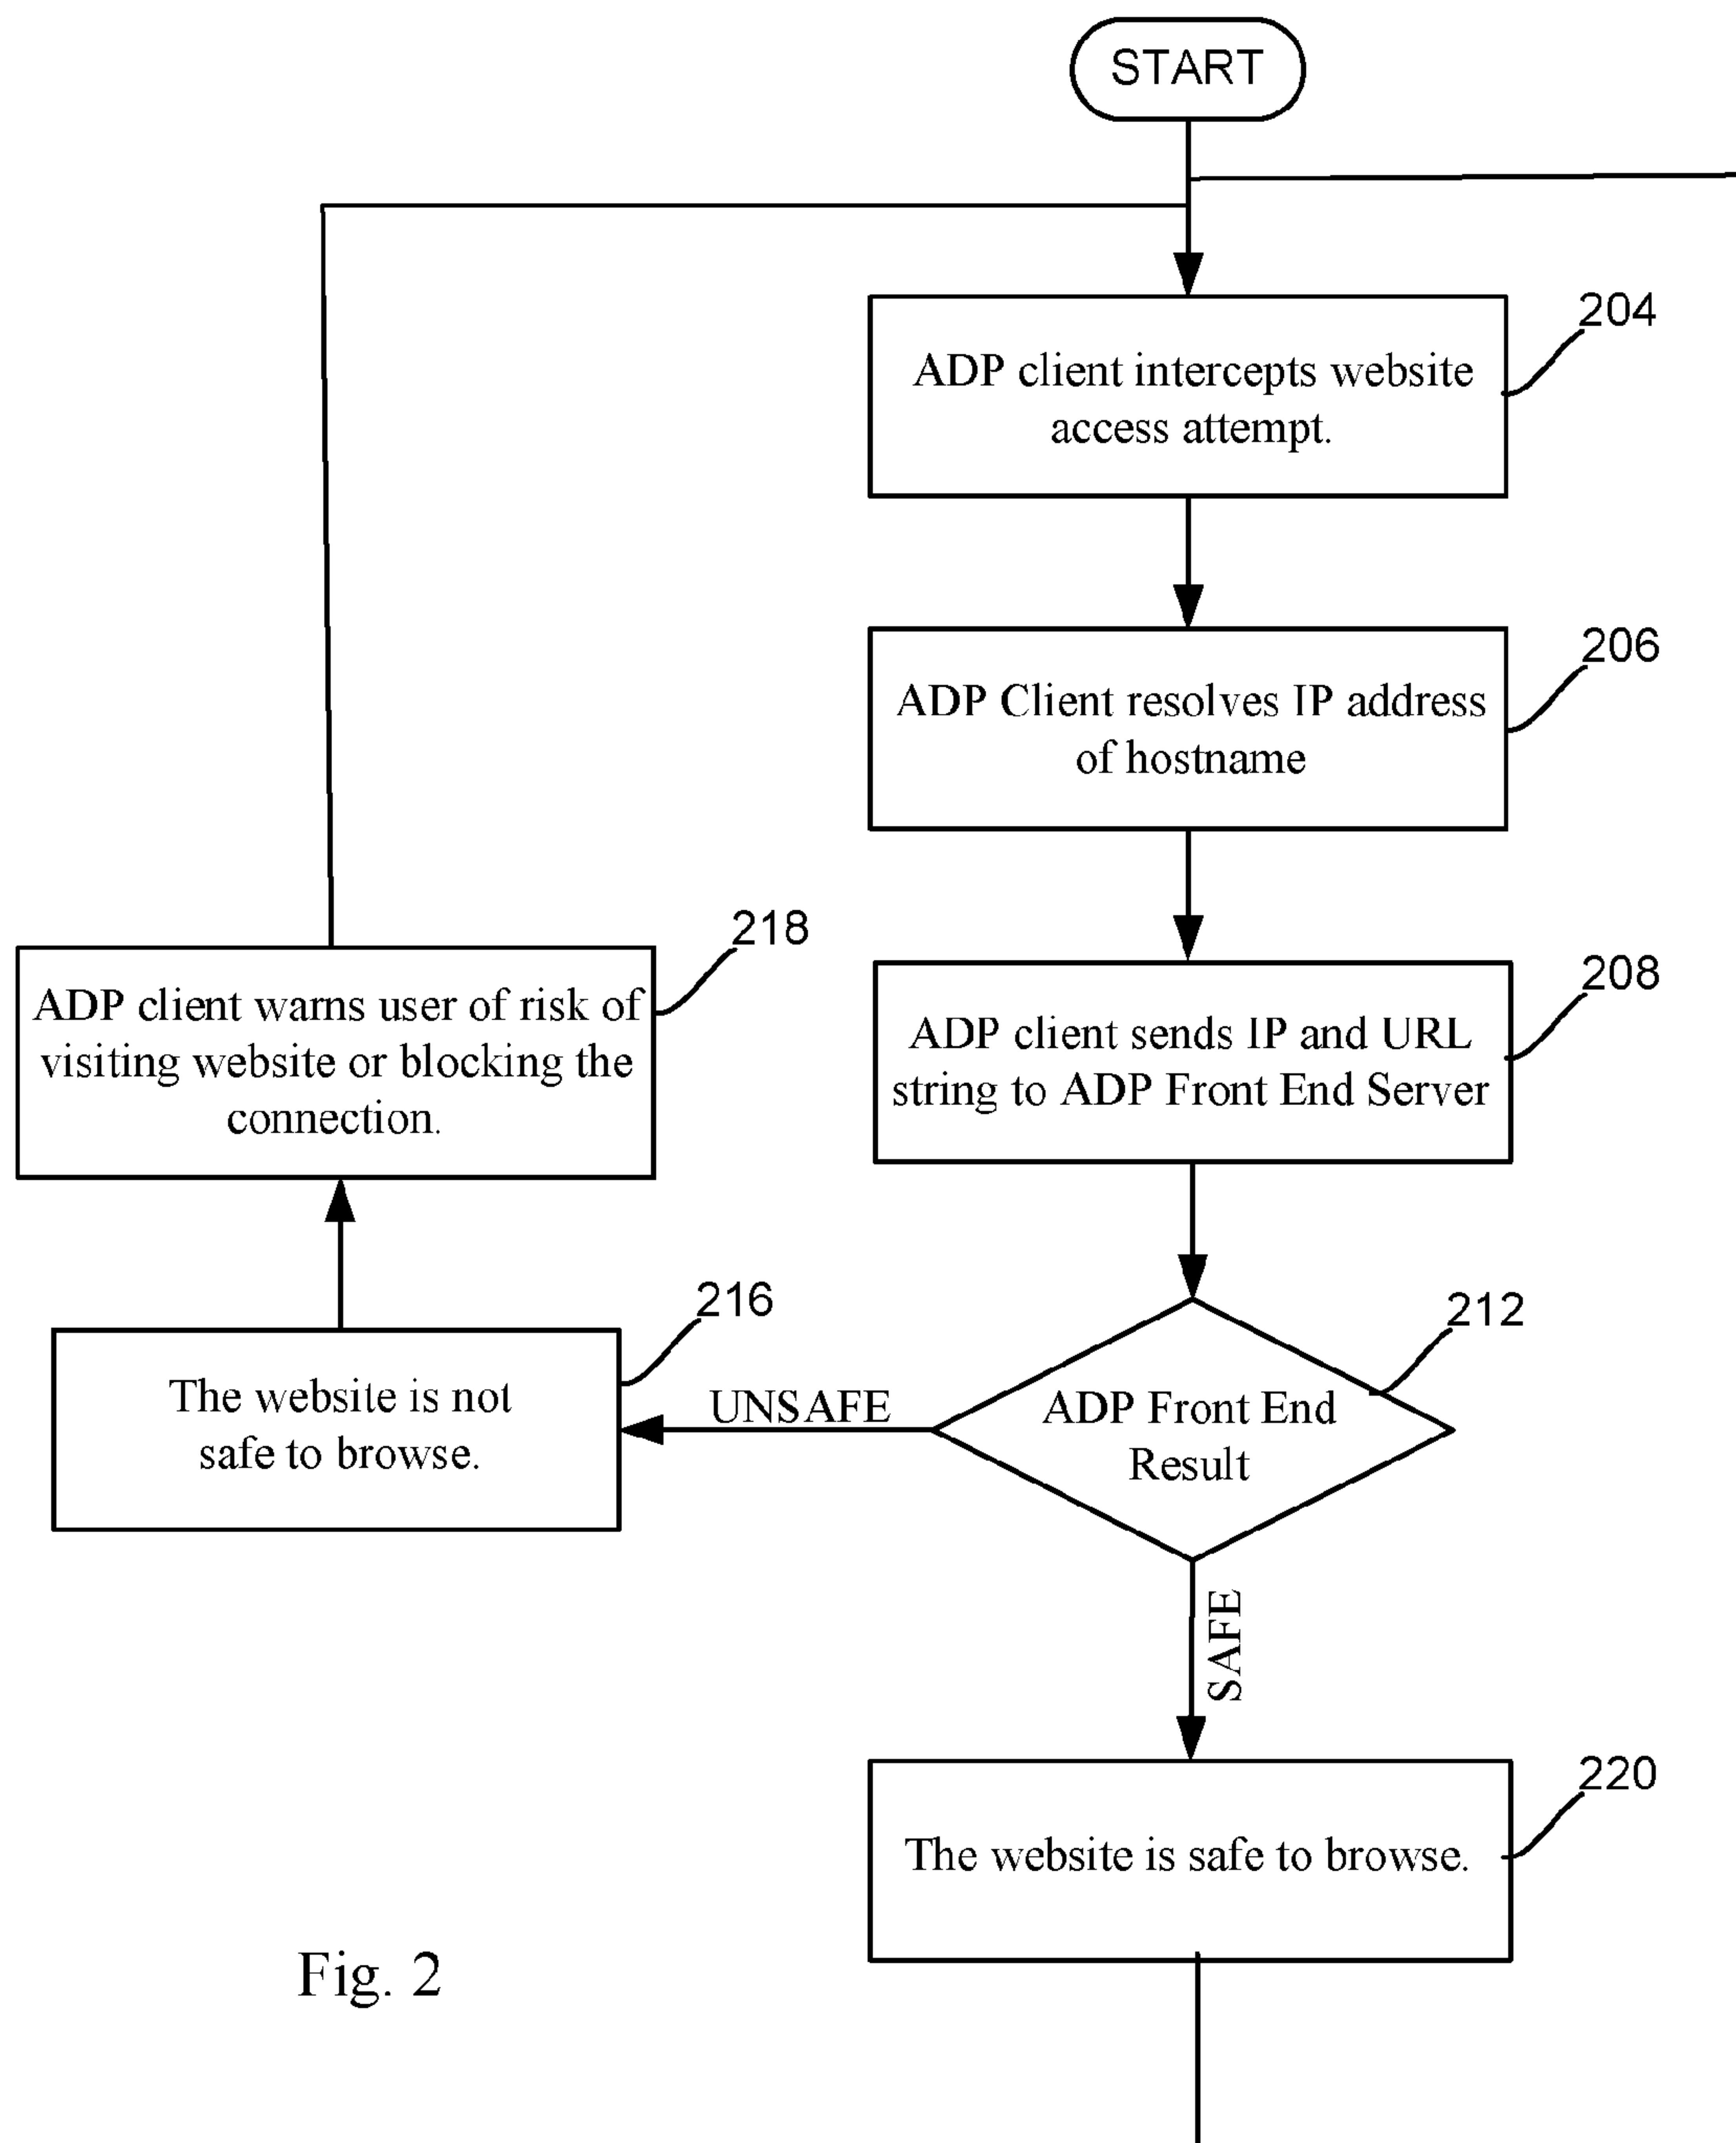 START
204
ADP client intercepts website
access attempt.
206
ADP Client resolves IP address
of hostname
218
ADP client warns user of risk of
visiting website or blocking the
connection.
208
ADP client sends IP and URL
string to ADP Front End Server
216
The website is not
safe to browse.
UNSAFE
212
ADP Front End
Result
SAFE
220
The website is safe to browse.
Fig. 2